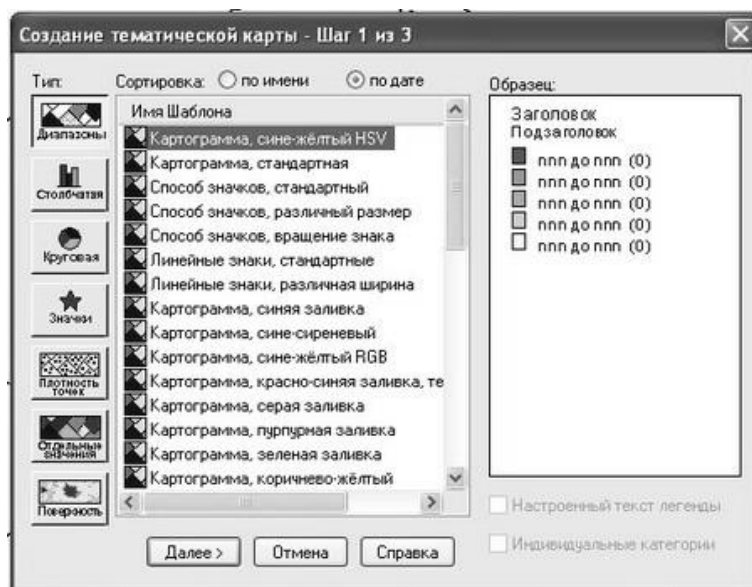 Создание тематической карты - Шаг 1 из 3
Тип:
Диапазоны
Столбчатая
Круговая
Значки
Плотность точек
Отдельные значения
Поверхность
Сортировка: по имени по дате
Имя Шаблона
Картограмма, сине-жёлтый HSV
Картограмма, стандартная
Способ значков, стандартный
Способ значков, различный размер
Способ значков, вращение знака
Линейные знаки, стандартные
Линейные знаки, различная ширина
Картограмма, синяя заливка
Картограмма, сине-сиреневый
Картограмма, сине-жёлтый RGB
Картограмма, красно-синяя заливка, те
Картограмма, серая заливка
Картограмма, пурпурная заливка
Картограмма, зеленая заливка
Картограмма, коричнево-жёлтый
Образец:
Заголовок
Подзаголовок
nnn до nnn (0)
nnn до nnn (0)
nnn до nnn (0)
nnn до nnn (0)
nnn до nnn (0)
Настроенный текст легенды
Индивидуальные категории
Далее >
Отмена
Справка